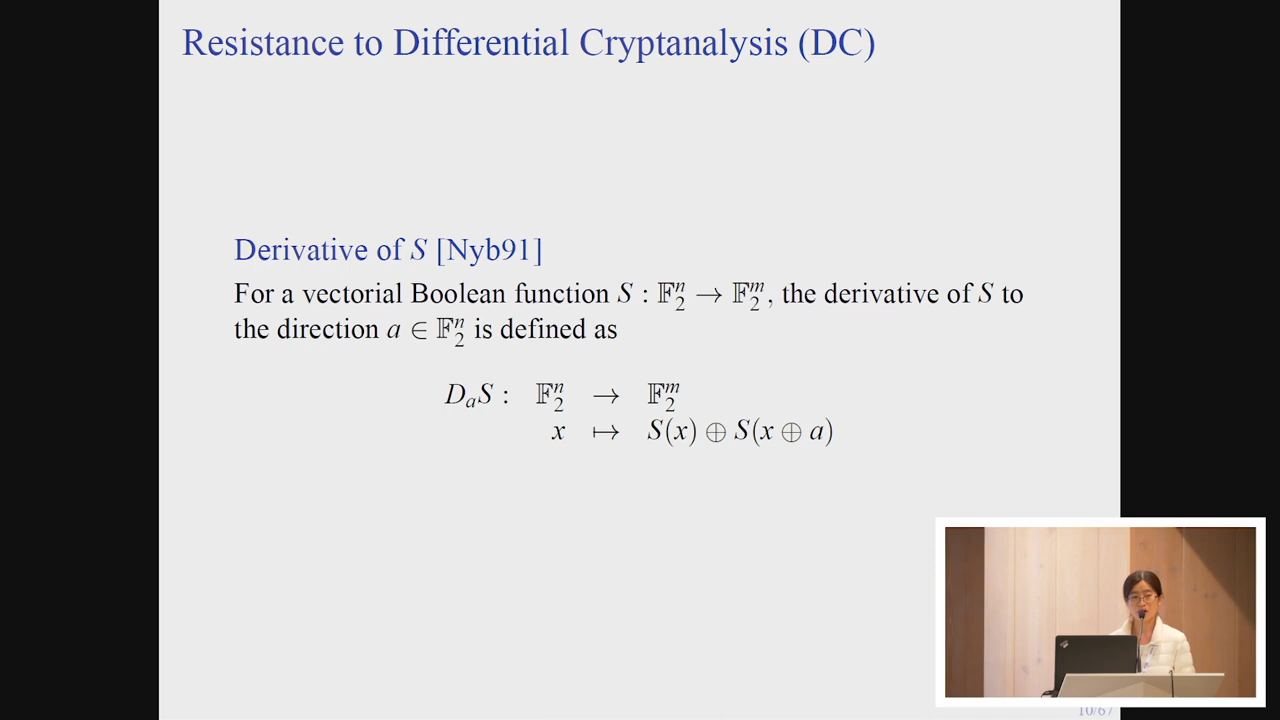 Resistance to Differential Cryptanalysis (DC)
Derivative of S [Nyb91]
For a vectorial Boolean function S : 𝔽₂ⁿ → 𝔽₂ᵐ, the derivative of S to
the direction a ∈ 𝔽₂ⁿ is defined as
DₐS : 𝔽₂ⁿ → 𝔽₂ᵐ
x ↦ S(x) ⊕ S(x ⊕ a)
10/67